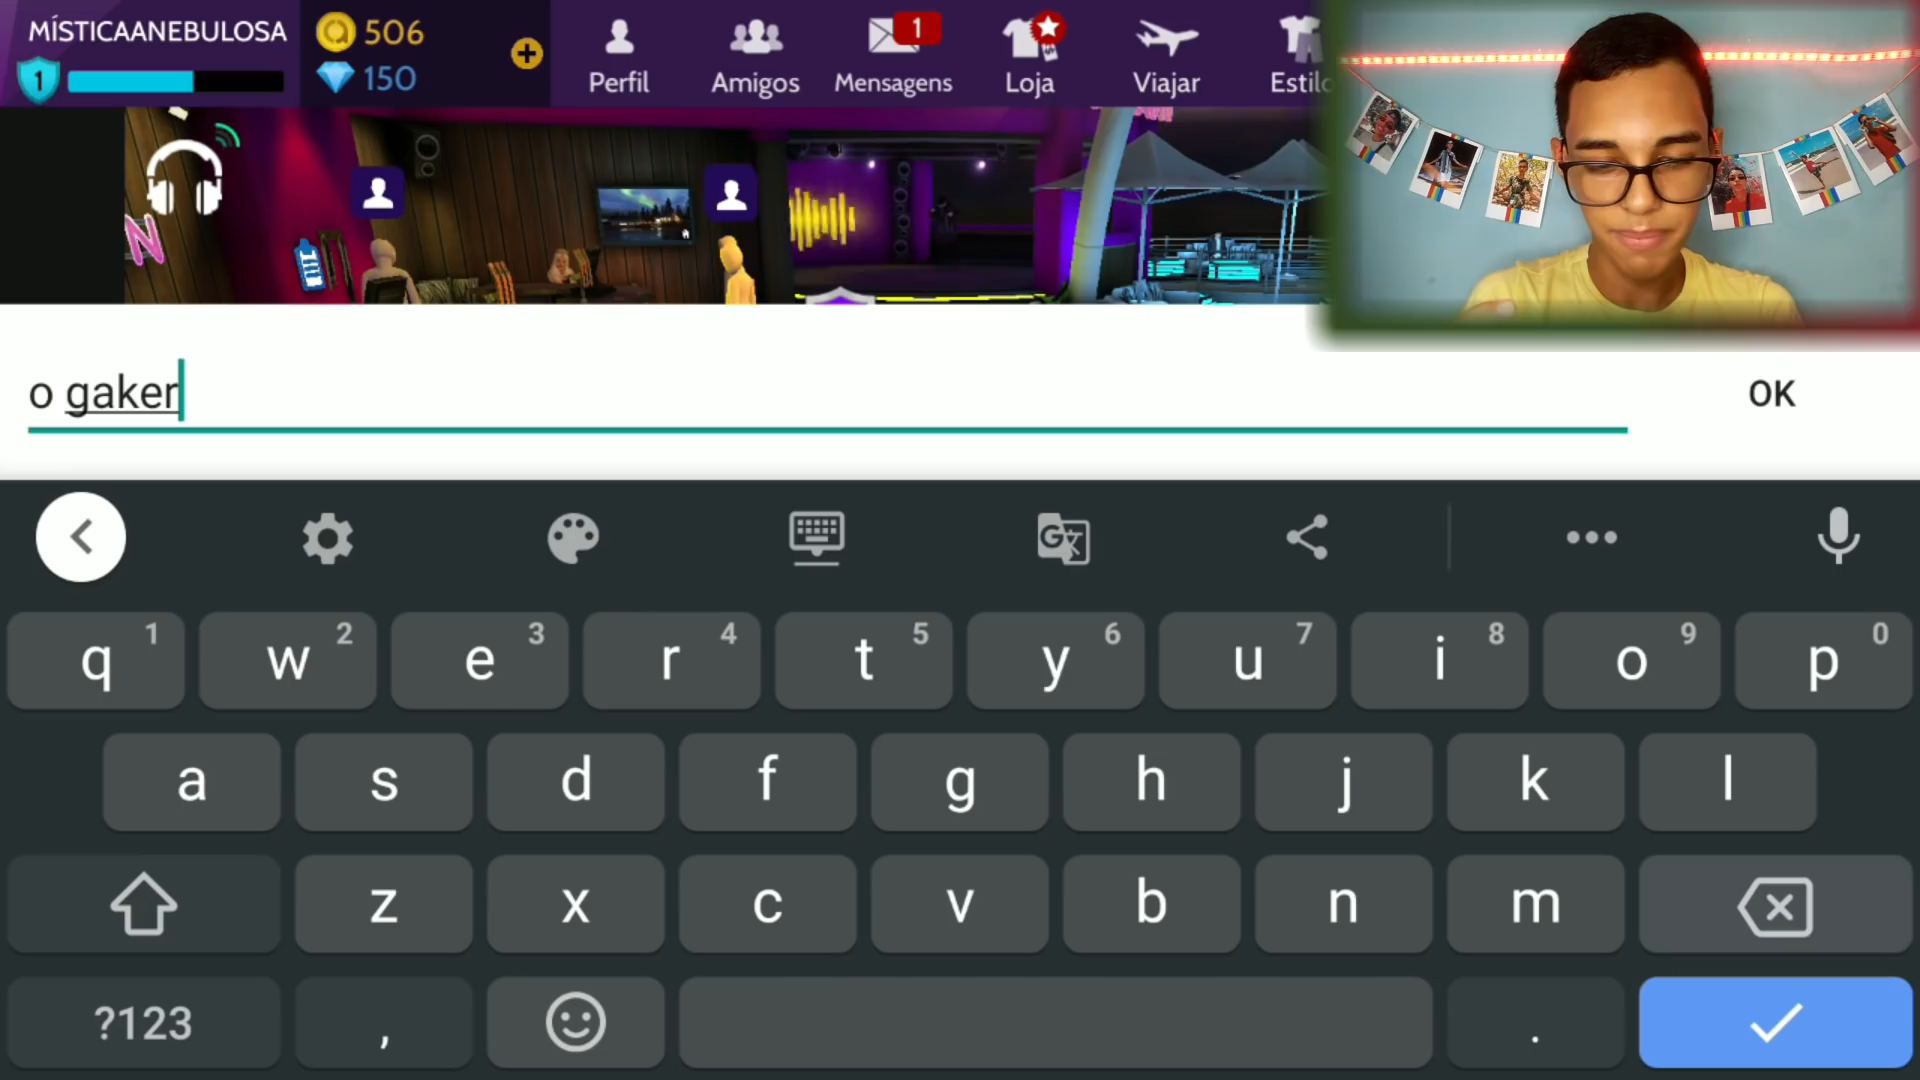 MÍSTICAANEBULOSA
1
506
150
Perfil
Amigos
1
Mensagens
Loja
Viajar
Estilo
N
o gaker
OK
q 1 w 2 e 3 r 4 t 5 y 6 u 7 i 8 o 9 p 0
a s d f g h j k l
z x c v b n m
?123 , .